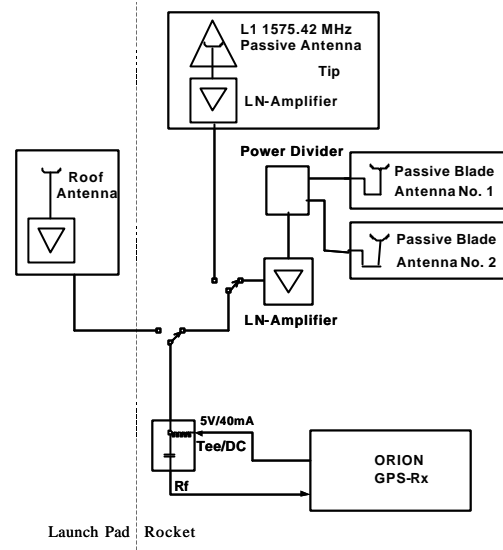 L1 1575.42 MHz
Passive Antenna
Tip
LN-Amplifier
Power Divider
Roof
Antenna
Passive Blade
Antenna No. 1
Passive Blade
Antenna No. 2
LN-Amplifier
5V/40mA
Tee/DC
Rf
ORION
GPS-Rx
Launch Pad
Rocket